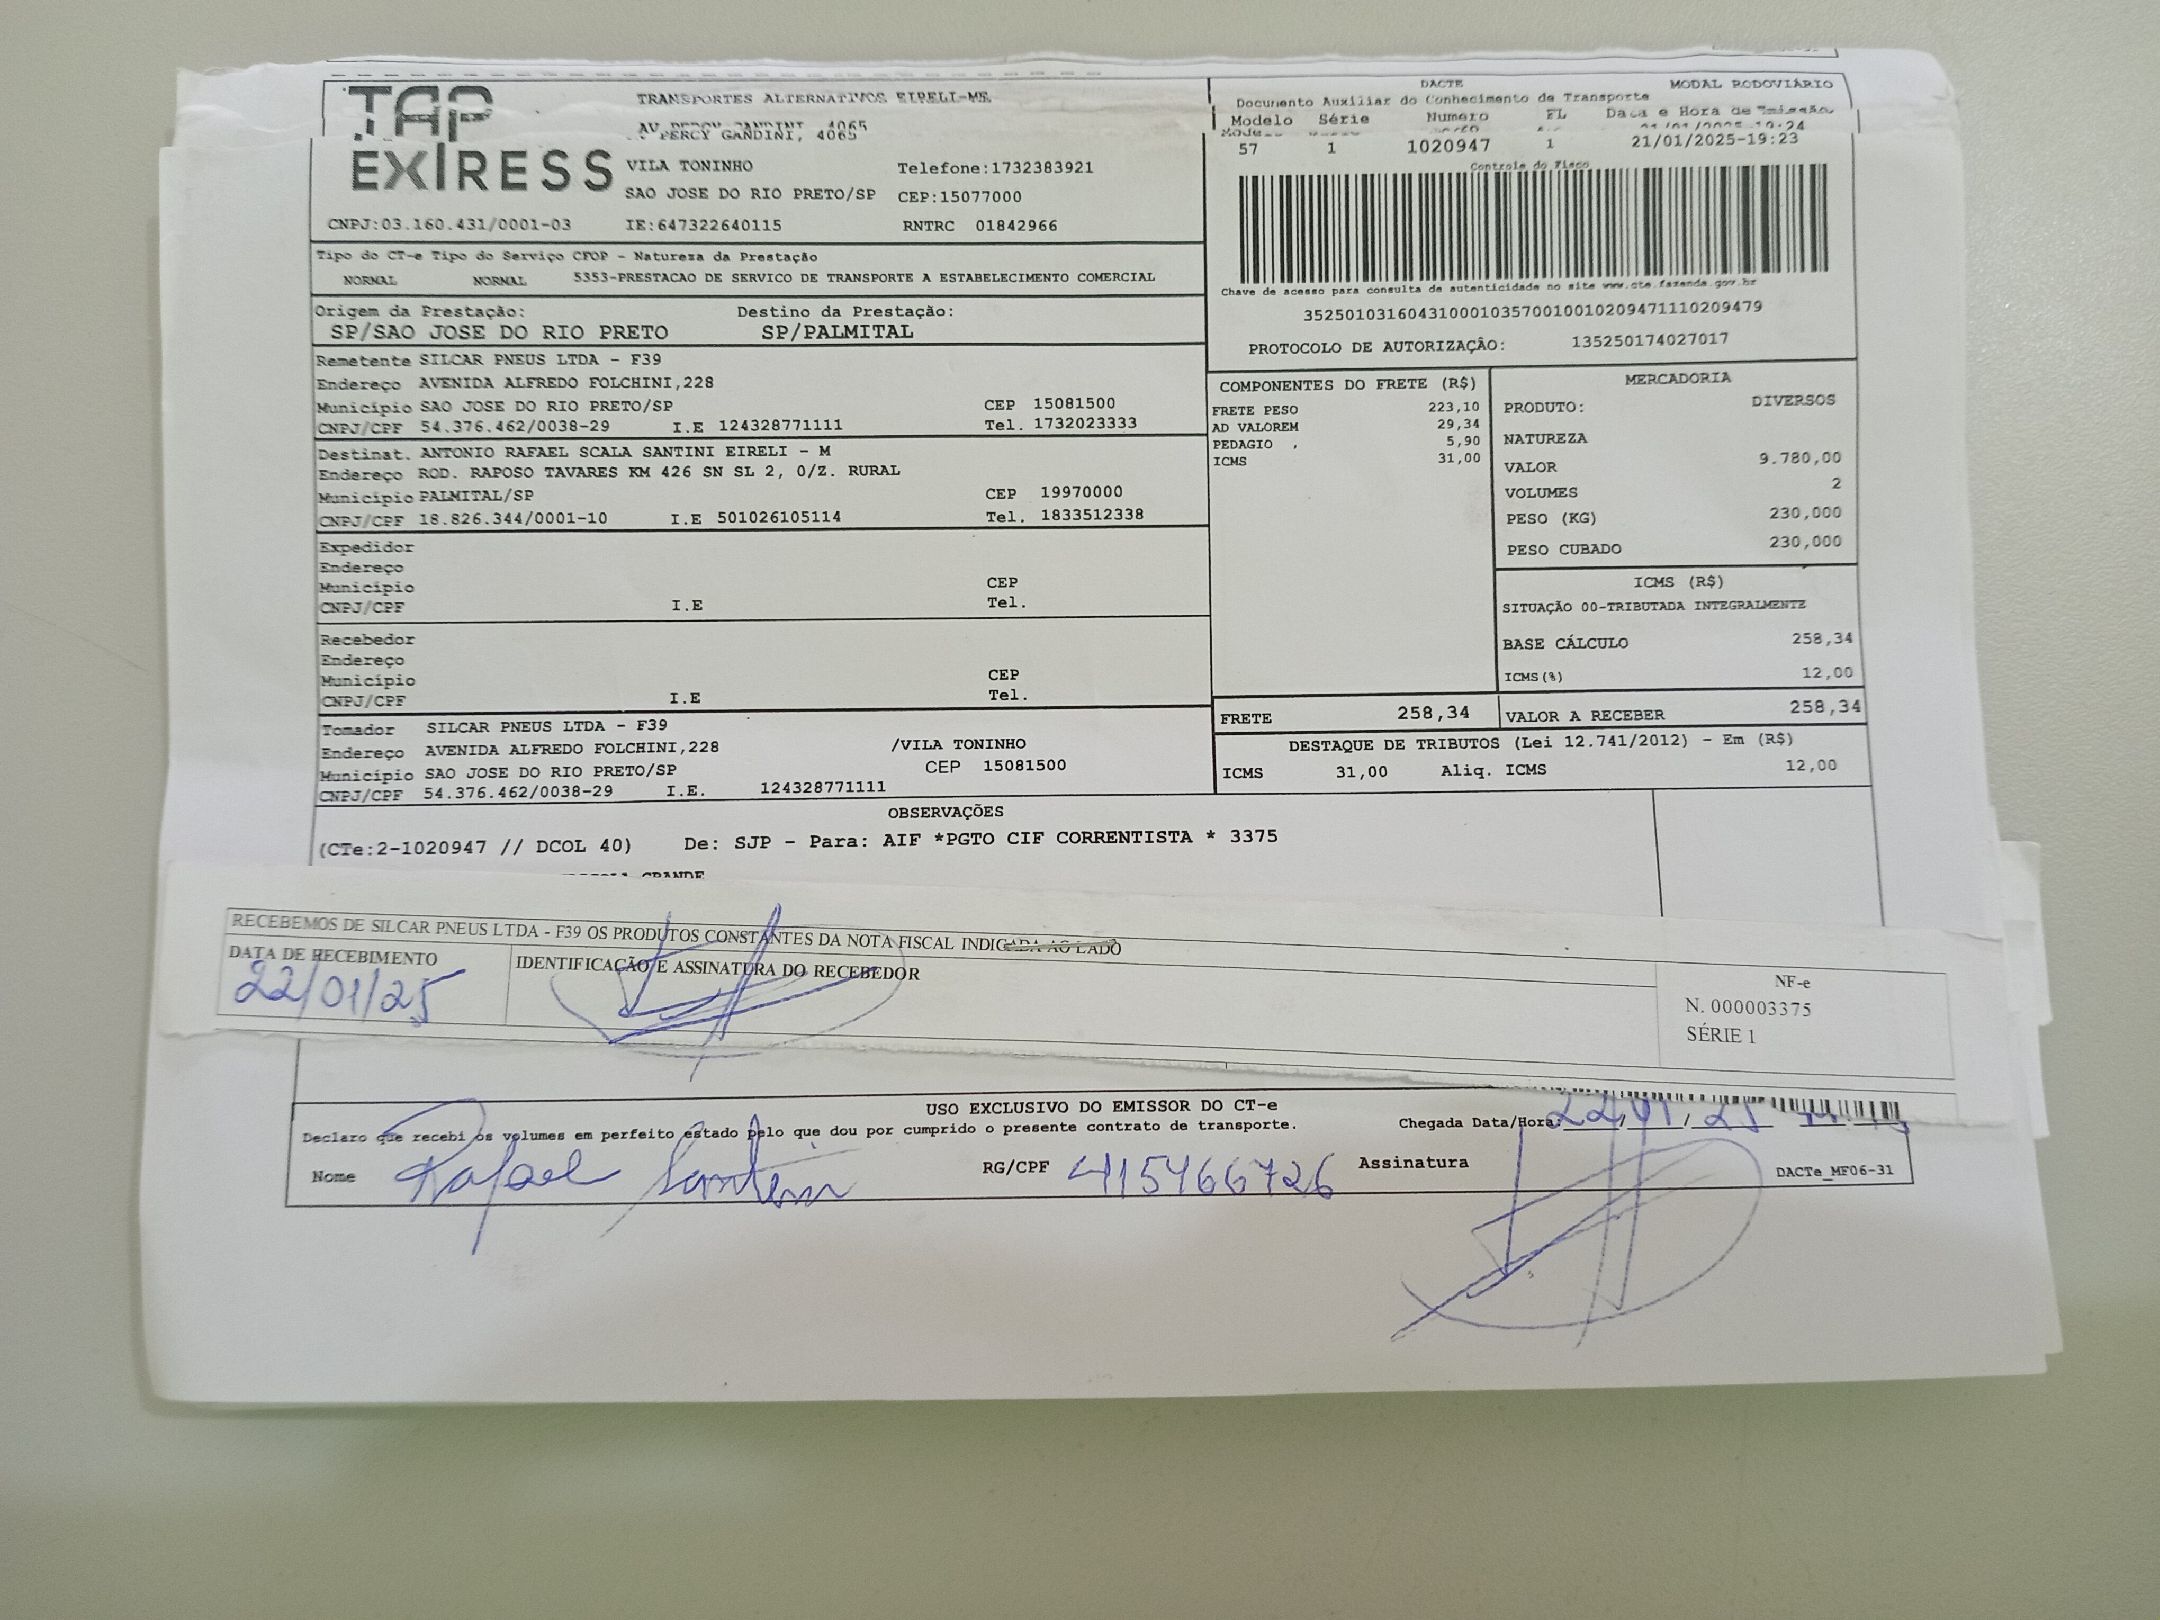 TAP
EXPRESS
TRANSPORTES ALTERNATIVOS EIRELI-ME
AV PERCY GANDINI, 4065
PERCY GANDINI, 4065
VILA TONINHO Telefone:1732383921
SAO JOSE DO RIO PRETO/SP CEP:15077000
CNPJ:03.160.431/0001-03 IE:647322640115 RNTRC 01842966
DACTE MODAL RODOVIÁRIO
Documento Auxiliar do Conhecimento de Transporte
Modelo Série Numero FL Data e Hora de Emissão
57 1 1020947 1 21/01/2025-19:23
Controle do Fisco
Chave de acesso para consulta de autenticidade no site www.cte.fazenda.gov.br
35250103160431000103570010010209471110209479
PROTOCOLO DE AUTORIZAÇÃO: 135250174027017
Tipo do CT-e Tipo do Serviço CFOP - Natureza da Prestação
NORMAL NORMAL 5353-PRESTACAO DE SERVICO DE TRANSPORTE A ESTABELECIMENTO COMERCIAL
Origem da Prestação: Destino da Prestação:
SP/SAO JOSE DO RIO PRETO SP/PALMITAL
Remetente SILCAR PNEUS LTDA - F39
Endereço AVENIDA ALFREDO FOLCHINI,228
Município SAO JOSE DO RIO PRETO/SP CEP 15081500
CNPJ/CPF 54.376.462/0038-29 I.E 124328771111 Tel. 1732023333
Destinat. ANTONIO RAFAEL SCALA SANTINI EIRELI - M
Endereço ROD. RAPOSO TAVARES KM 426 SN SL 2, 0/Z. RURAL
Município PALMITAL/SP CEP 19970000
CNPJ/CPF 18.826.344/0001-10 I.E 501026105114 Tel. 1833512338
Expedidor
Endereço
Município CEP
CNPJ/CPF I.E Tel.
Recebedor
Endereço
Município CEP
CNPJ/CPF I.E Tel.
Tomador SILCAR PNEUS LTDA - F39
Endereço AVENIDA ALFREDO FOLCHINI,228 /VILA TONINHO
Município SAO JOSE DO RIO PRETO/SP CEP 15081500
CNPJ/CPF 54.376.462/0038-29 I.E. 124328771111
COMPONENTES DO FRETE (R$)
FRETE PESO 223,10
AD VALOREM 29,34
PEDAGIO 5,90
ICMS 31,00
MERCADORIA
PRODUTO: DIVERSOS
NATUREZA
VALOR 9.780,00
VOLUMES 2
PESO (KG) 230,000
PESO CUBADO 230,000
ICMS (R$)
SITUAÇÃO 00-TRIBUTADA INTEGRALMENTE
BASE CÁLCULO 258,34
ICMS(%) 12,00
FRETE 258,34 VALOR A RECEBER 258,34
DESTAQUE DE TRIBUTOS (Lei 12.741/2012) - Em (R$)
ICMS 31,00 Aliq. ICMS 12,00
OBSERVAÇÕES
(CTe:2-1020947 // DCOL 40) De: SJP - Para: AIF *PGTO CIF CORRENTISTA * 3375
GRANDE
RECEBEMOS DE SILCAR PNEUS LTDA - F39 OS PRODUTOS CONSTANTES DA NOTA FISCAL INDICADA AO LADO
DATA DE RECEBIMENTO IDENTIFICAÇÃO E ASSINATURA DO RECEBEDOR
22/01/25
NF-e
N. 000003375
SÉRIE 1
USO EXCLUSIVO DO EMISSOR DO CT-e
Declaro que recebi os volumes em perfeito estado pelo que dou por cumprido o presente contrato de transporte. Chegada Data/Hora: 22/01/25
Nome Rafael Santini RG/CPF 415466726 Assinatura DACTe_MF06-31